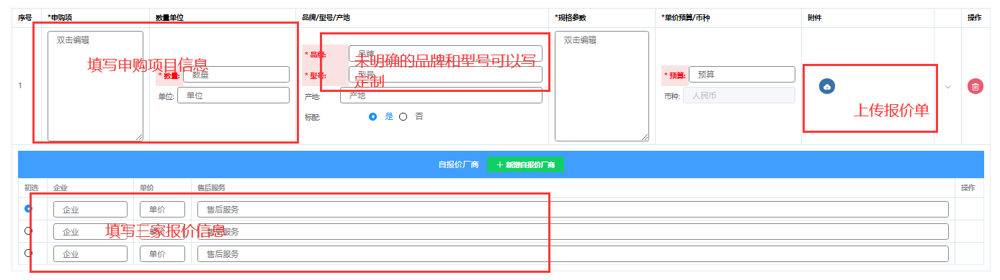 序号 *申购项 数量单位 品牌/型号/产地 *规格参数 *单价预算/币种 附件 操作
双击编辑 双击编辑
填写申购项目信息
* 品牌: 品牌
未明确的品牌和型号可以写
定制
* 数量: 数量 * 型号: 型号 * 预算: 预算
1
单位: 单位 产地: 产地 币种: 人民币
上传报价单
标配: 是 否
自报价厂商 + 新增自报价厂商
初选 企业 单价 售后服务 操作
企业 单价 售后服务
企业 单价 售后服务
填写三家报价信息
企业 单价 售后服务